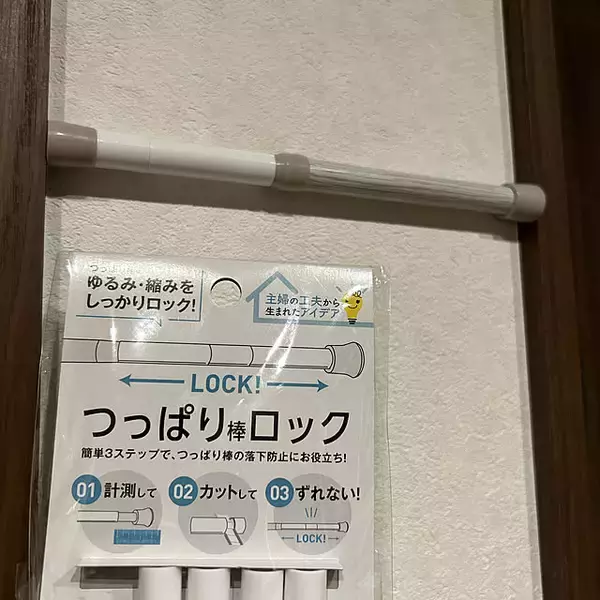 ゆるみ・縮みを
しっかりロック!
主婦の工夫から
生まれたアイデア
LOCK!
つっぱり棒ロック
簡単3ステップで、つっぱり棒の落下防止にお役立ち!
01 計測して
02 カットして
03 ずれない!
LOCK!